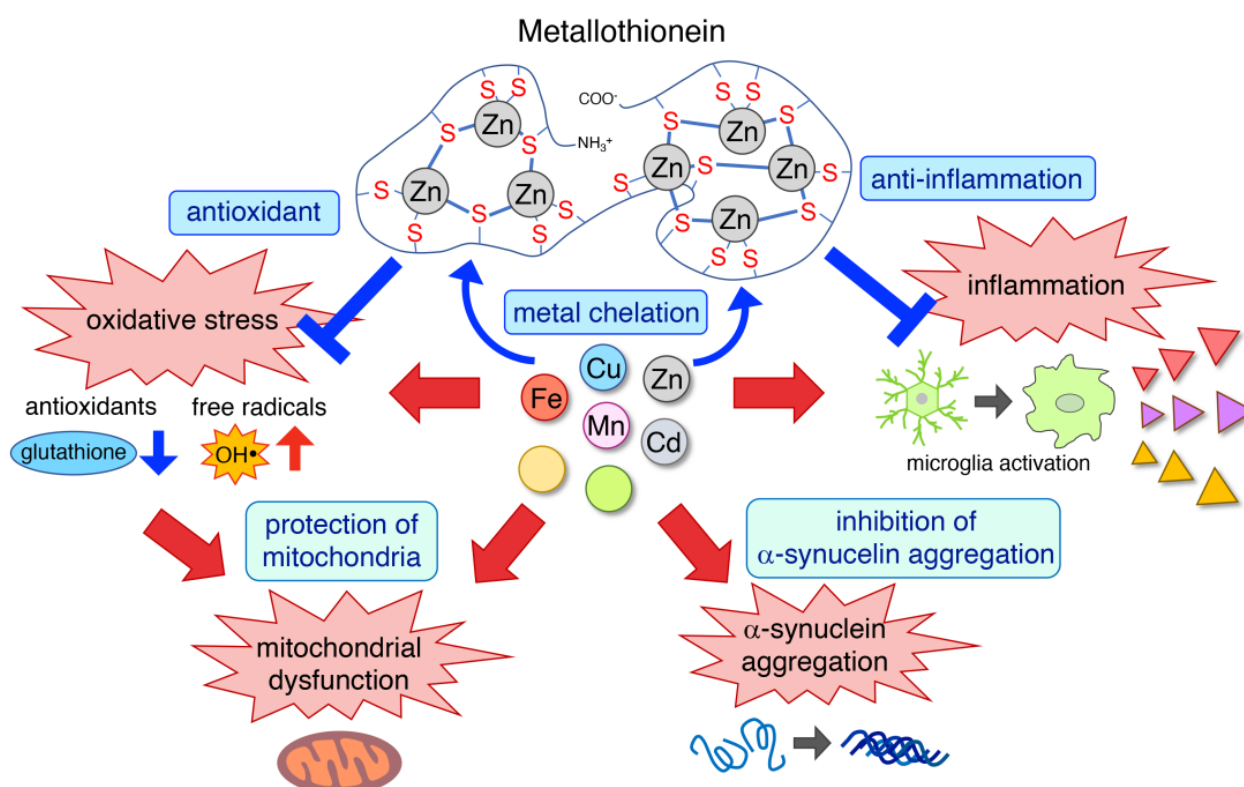 Metallothionein
S
S
Zn
S
S
NH₃⁺
S
Zn
Zn
S
S
S
S
S
COO⁻
S
S
S
Zn
S
Zn
S
Zn
S
S
S
Zn
S
S
antioxidant
anti-inflammation
oxidative stress
metal chelation
inflammation
Cu
Zn
Fe
Mn
Cd
antioxidants
free radicals
glutathione
OH•
microglia activation
protection of
mitochondria
inhibition of
α-synucelin aggregation
mitochondrial
dysfunction
α-synuclein
aggregation